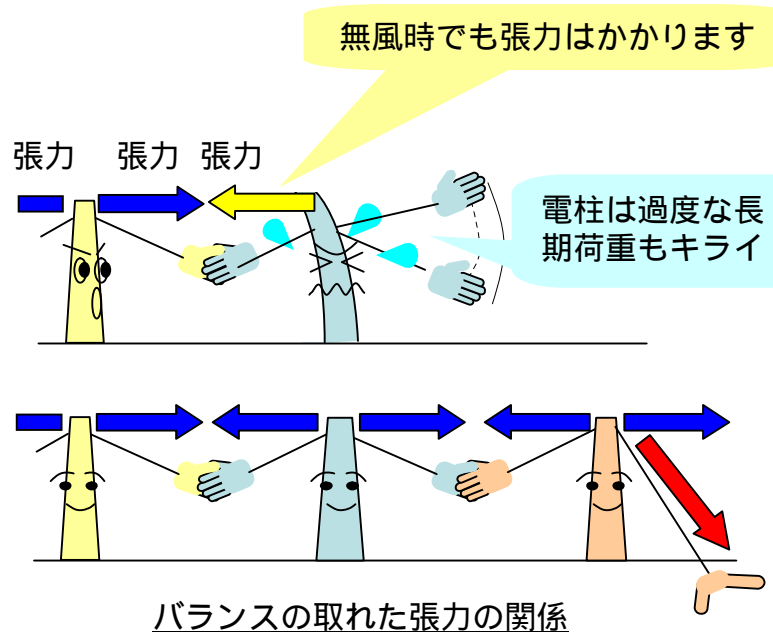 無風時でも張力はかかります
張力 張力 張力
電柱は過度な長
期荷重もキライ
バランスの取れた張力の関係